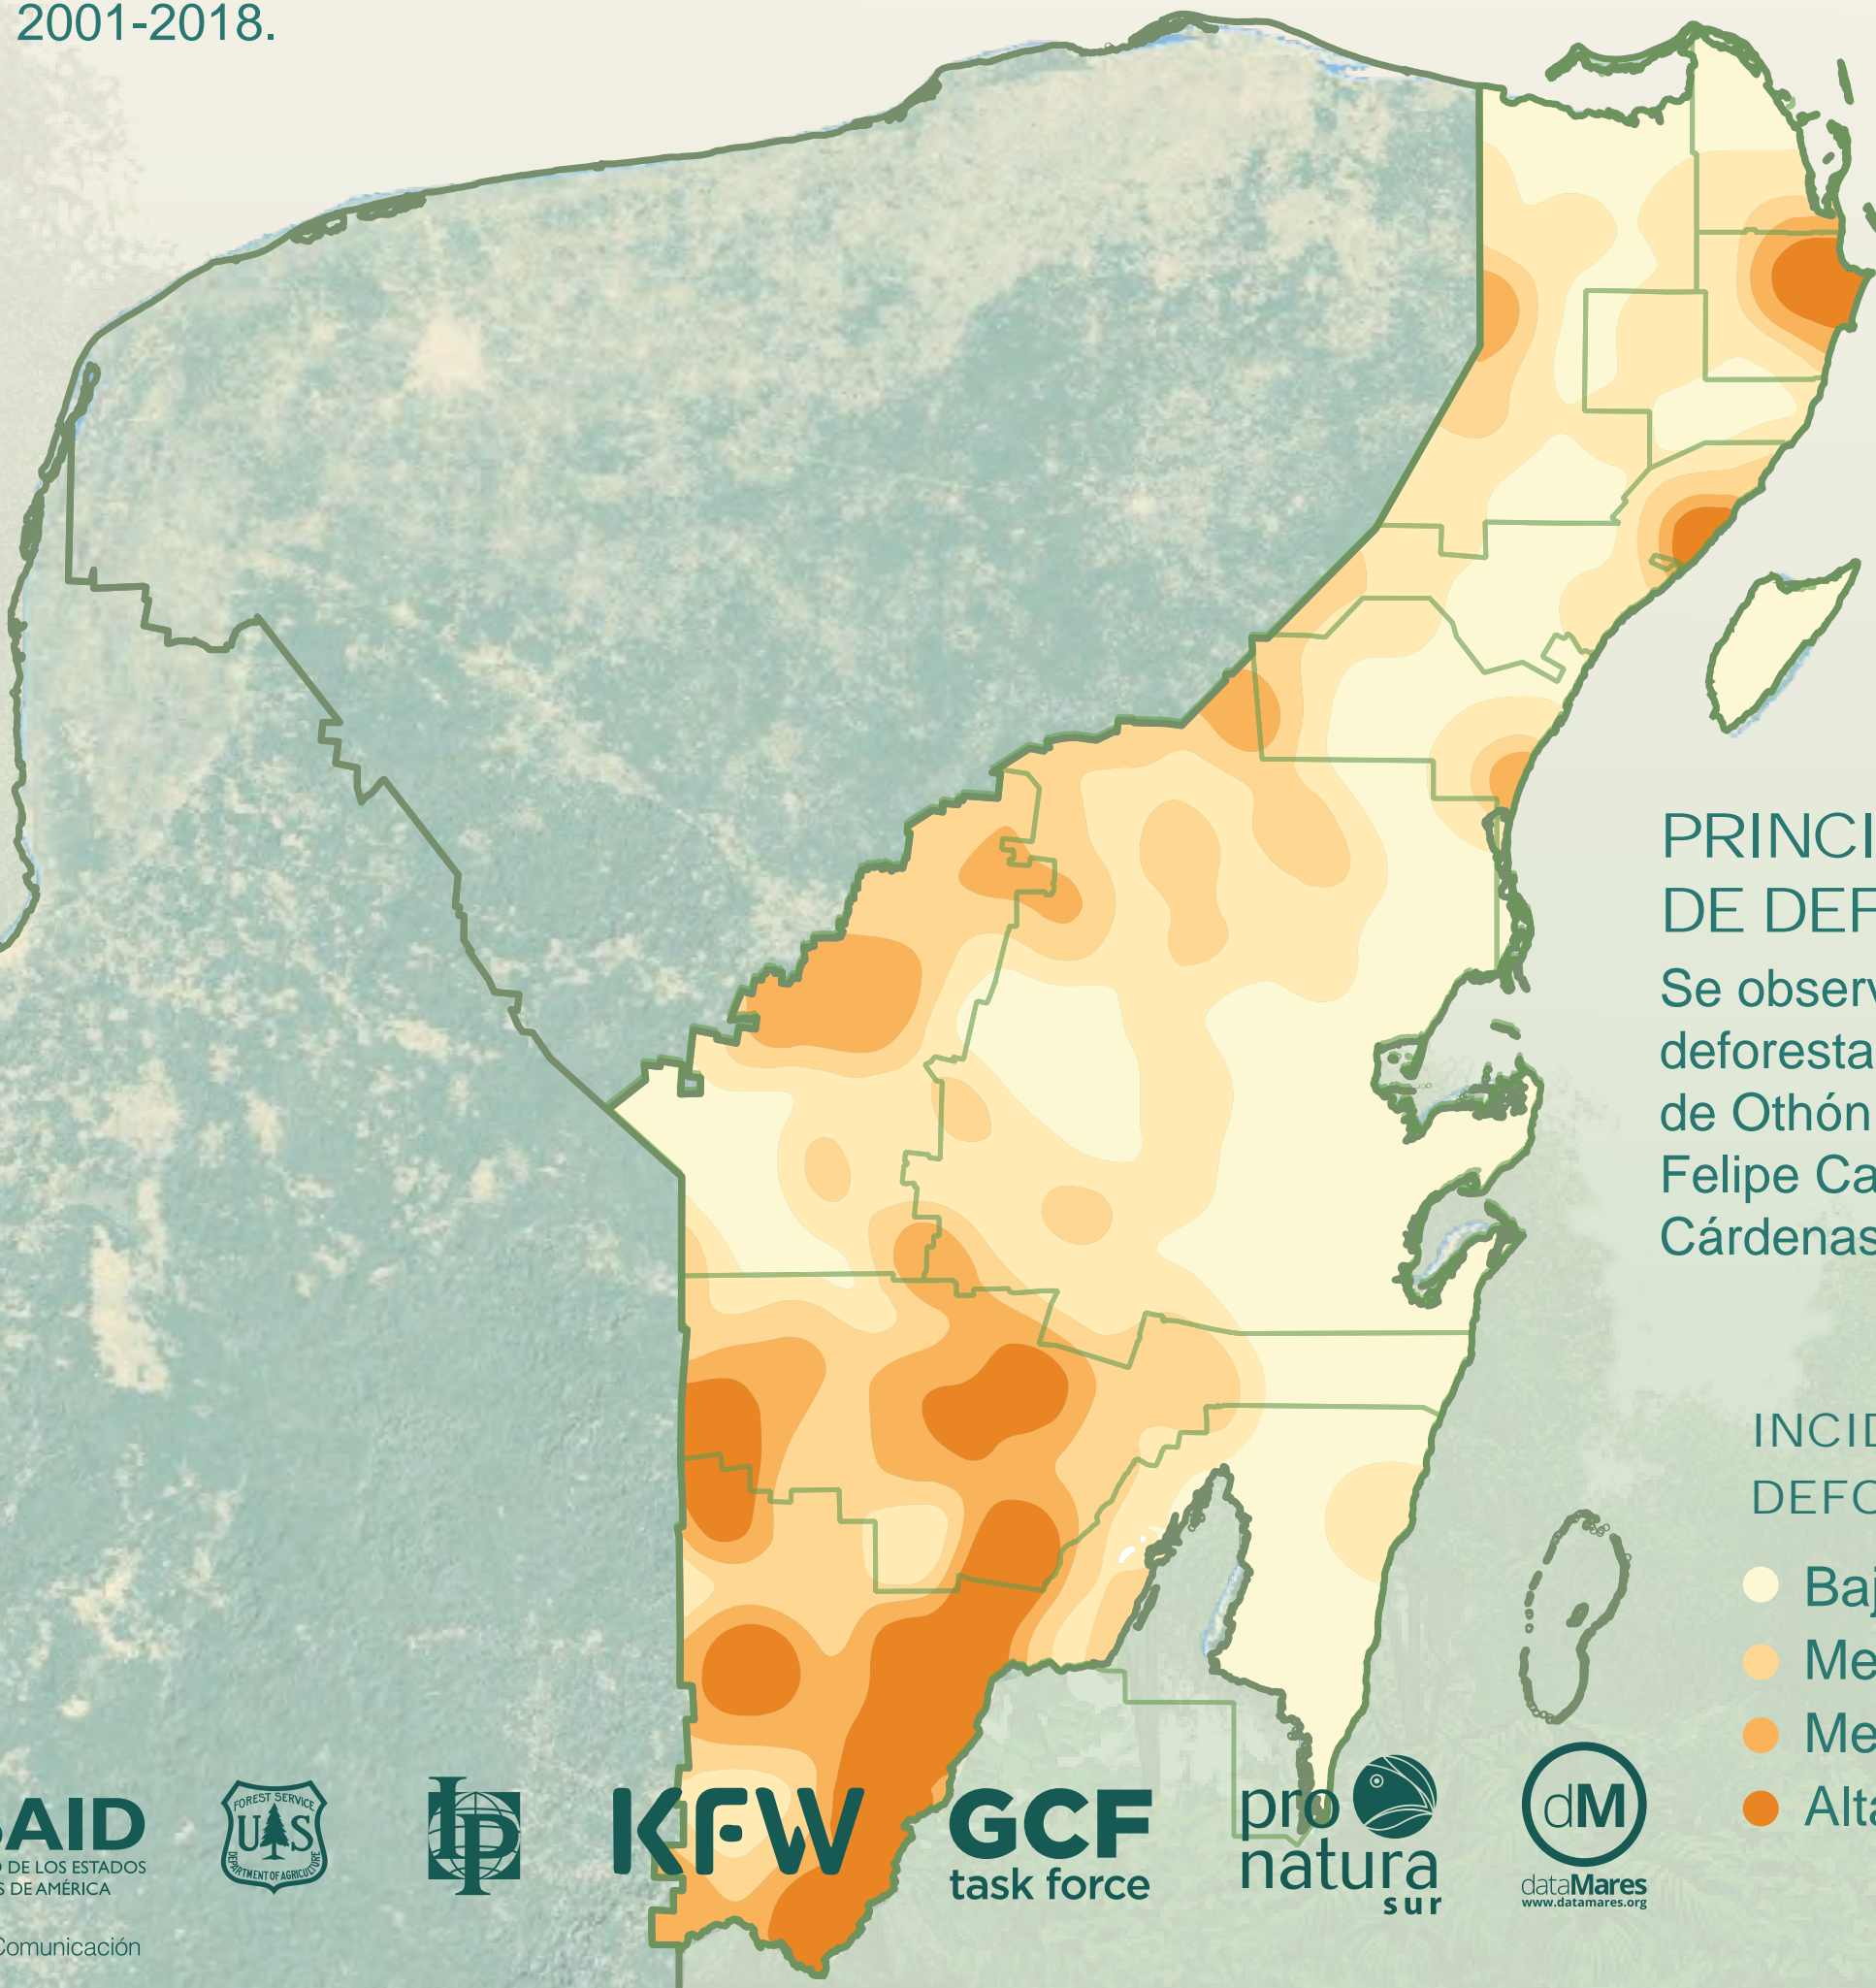 2001-2018.
PRINCI
DE DEF
Se observ
deforesta
de Othón
Felipe Ca
Cárdenas
INCID
DEFO
Baj
Me
Me
Alta
AID
O DE LOS ESTADOS
S DE AMÉRICA
FOREST SERVICE
UAS
DEPARTMENT OF AGRICULTURE
IP
KFW
GCF
task force
pro
natura
sur
dM
dataMares
www.datamares.org
Comunicación